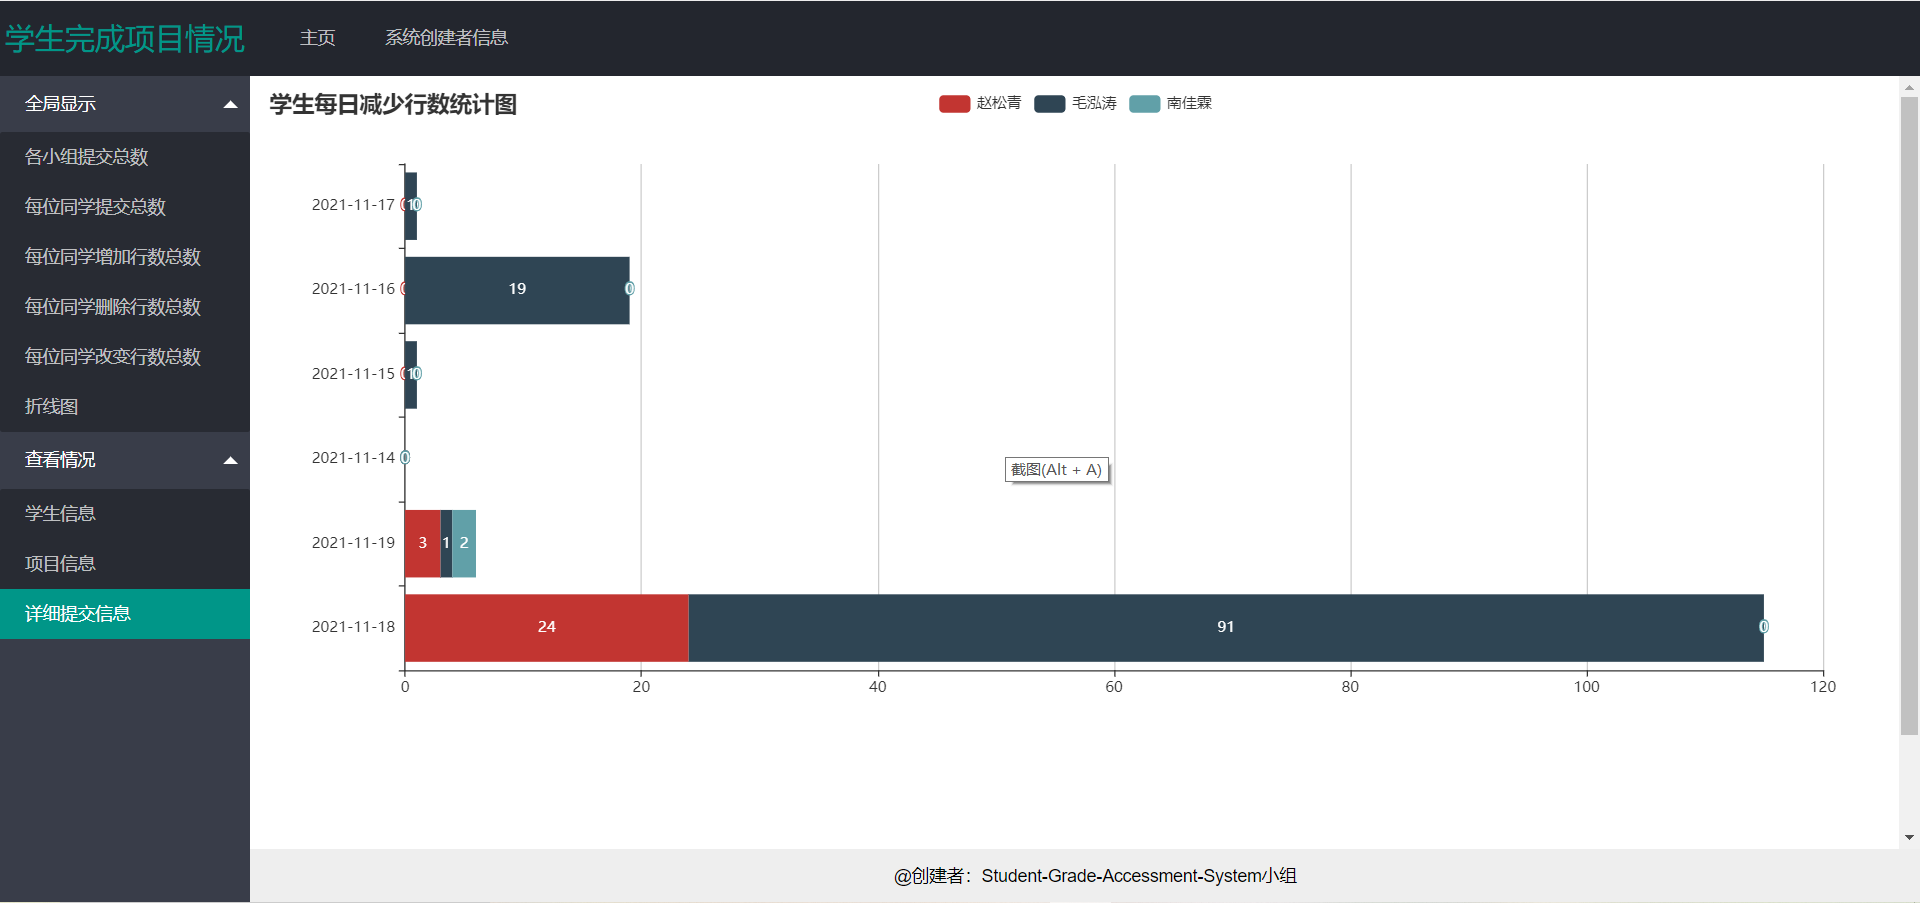 学生完成项目情况
主页
系统创建者信息
全局显示
各小组提交总数
每位同学提交总数
每位同学增加行数总数
每位同学删除行数总数
每位同学改变行数总数
折线图
查看情况
学生信息
项目信息
详细提交信息
学生每日减少行数统计图
赵松青 毛泓涛 南佳霖
2021-11-17 0 1 0
2021-11-16 0 19 0
2021-11-15 0 1 0
2021-11-14 0
截图(Alt + A)
2021-11-19 3 1 2
2021-11-18 24 91 0
0 20 40 60 80 100 120
@创建者：Student-Grade-Accessment-System小组